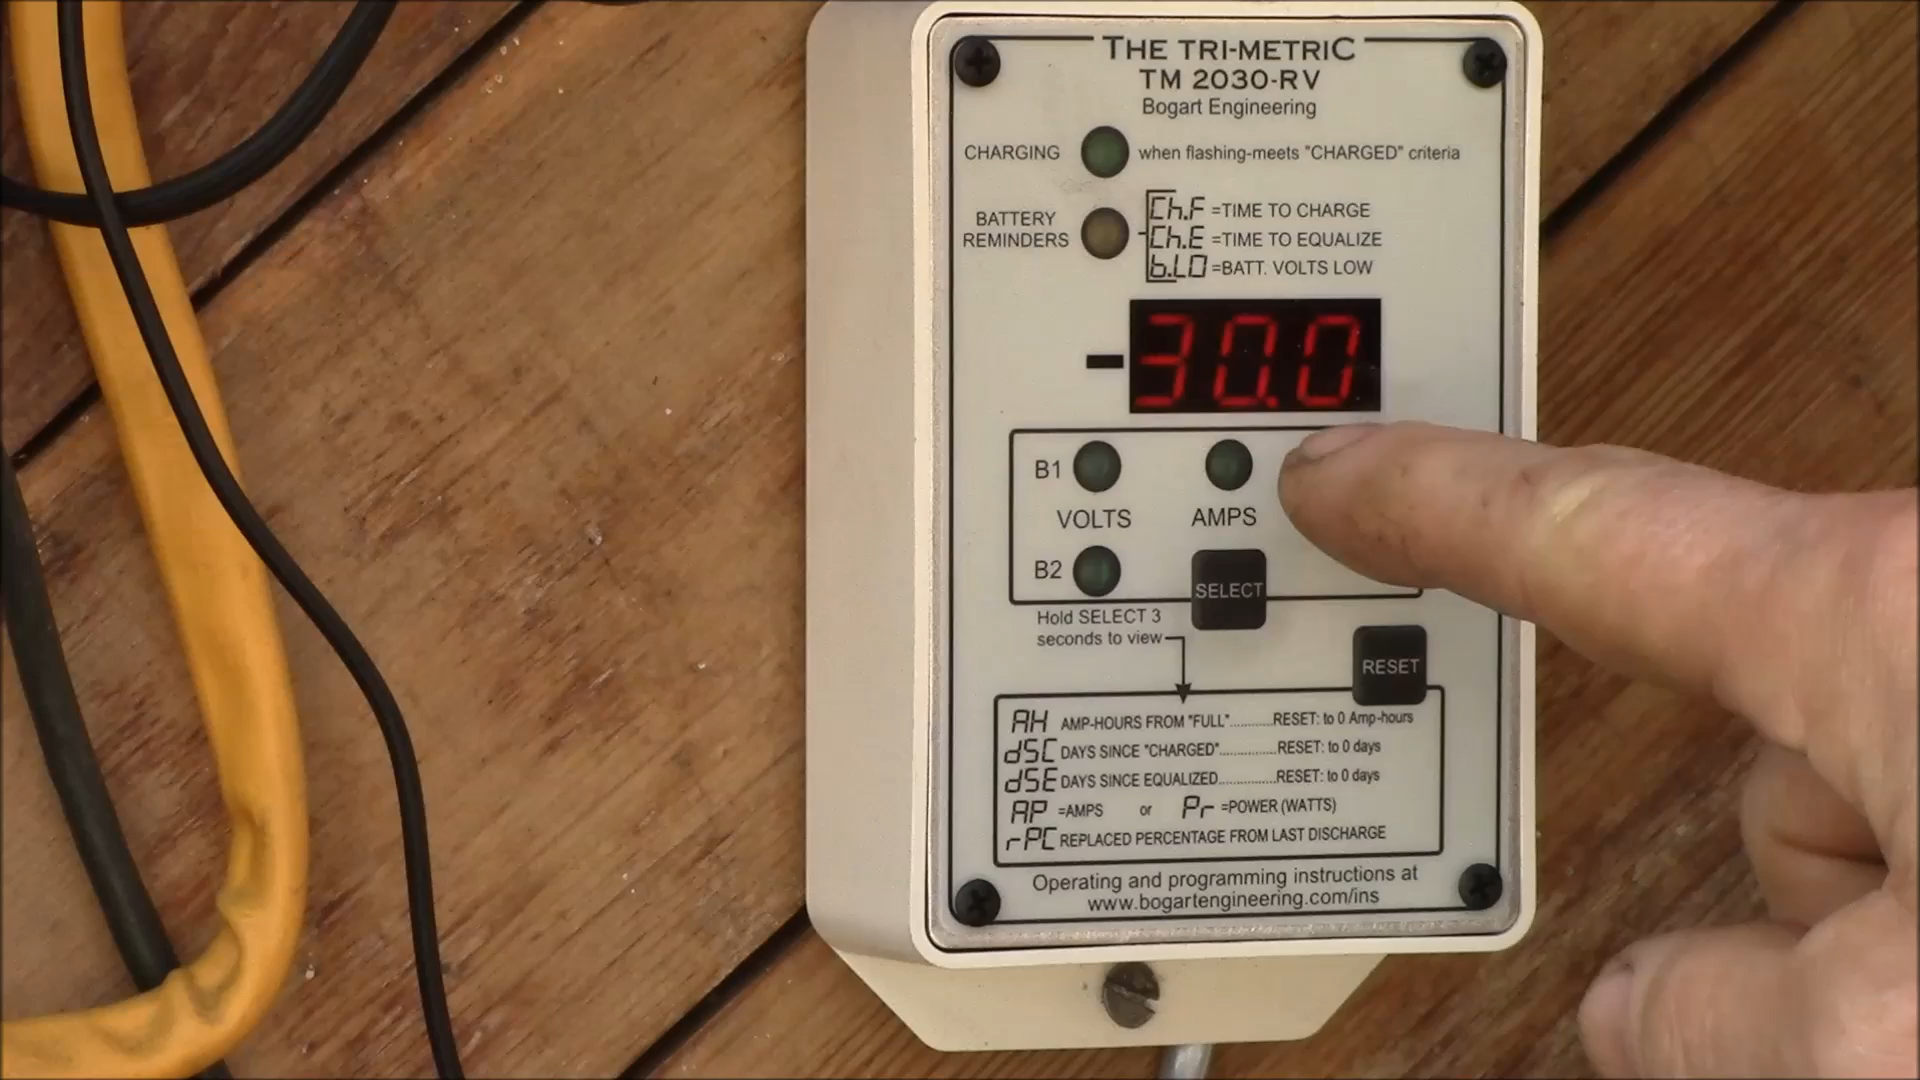 THE TRI-METRIC
TM 2030-RV
Bogart Engineering
CHARGING when flashing-meets "CHARGED" criteria
BATTERY REMINDERS
Ch.F =TIME TO CHARGE
Ch.E =TIME TO EQUALIZE
b.LO =BATT. VOLTS LOW
-30.0
B1
VOLTS AMPS
B2
SELECT
Hold SELECT 3
seconds to view
RESET
AH AMP-HOURS FROM "FULL"..........RESET: to 0 Amp-hours
dSC DAYS SINCE "CHARGED".............RESET: to 0 days
dSE DAYS SINCE EQUALIZED.............RESET: to 0 days
AP =AMPS or Pr =POWER (WATTS)
rPC REPLACED PERCENTAGE FROM LAST DISCHARGE
Operating and programming instructions at
www.bogartengineering.com/ins